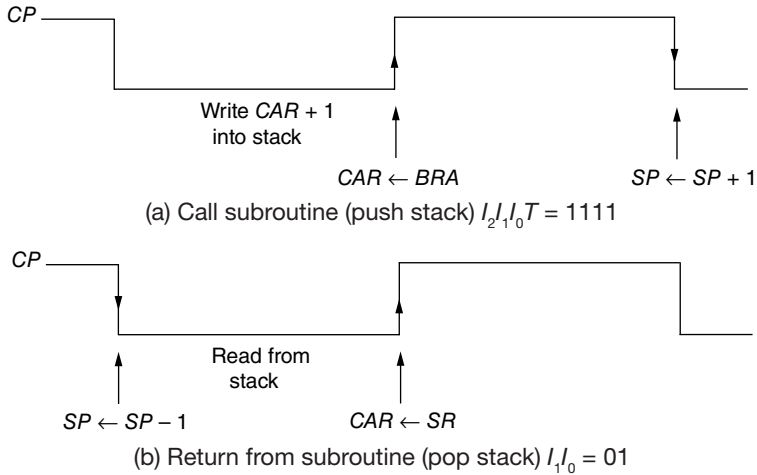 CP
Write CAR + 1
into stack
CAR ← BRA
SP ← SP + 1
(a) Call subroutine (push stack) I₂I₁I₀T = 1111
CP
Read from
stack
SP ← SP – 1
CAR ← SR
(b) Return from subroutine (pop stack) I₁I₀ = 01